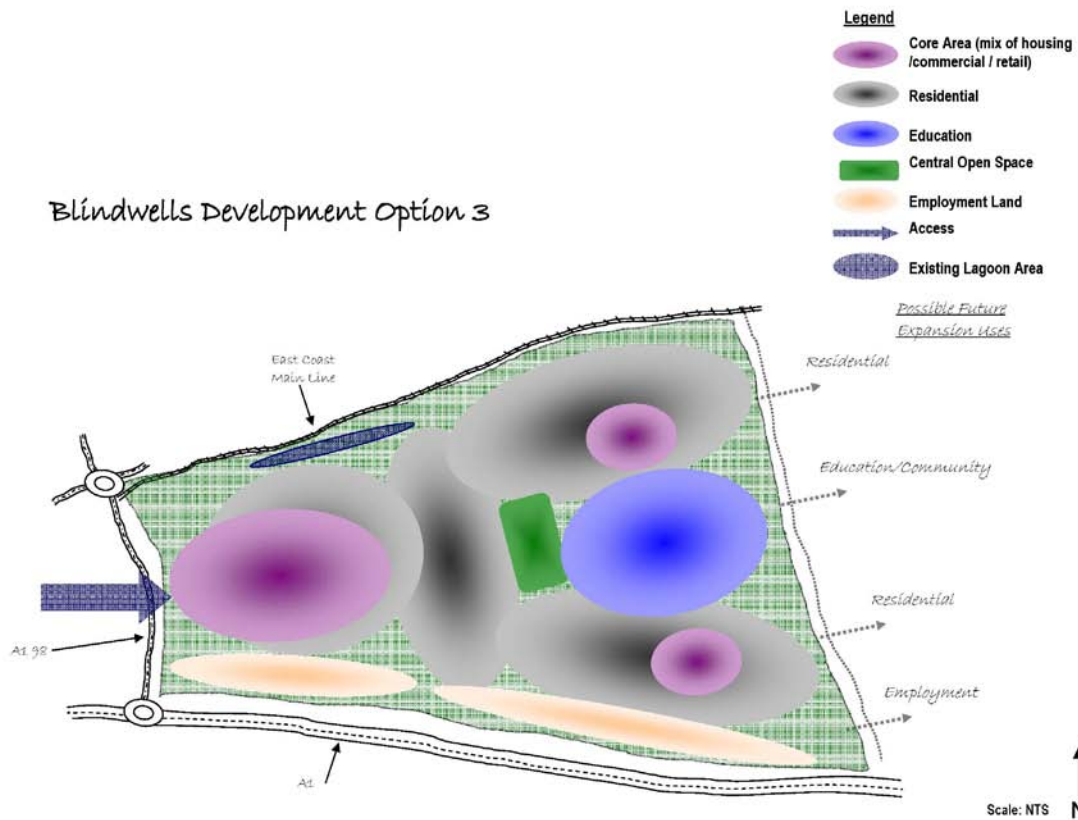 Legend
Core Area (mix of housing
/commercial / retail)
Residential
Education
Central Open Space
Employment Land
Access
Existing Lagoon Area
Blindwells Development Option 3
Possible Future
Expansion Uses
East Coast
Main Line
Residential
Education/Community
Residential
A1 98
Employment
A1
Scale: NTS
N